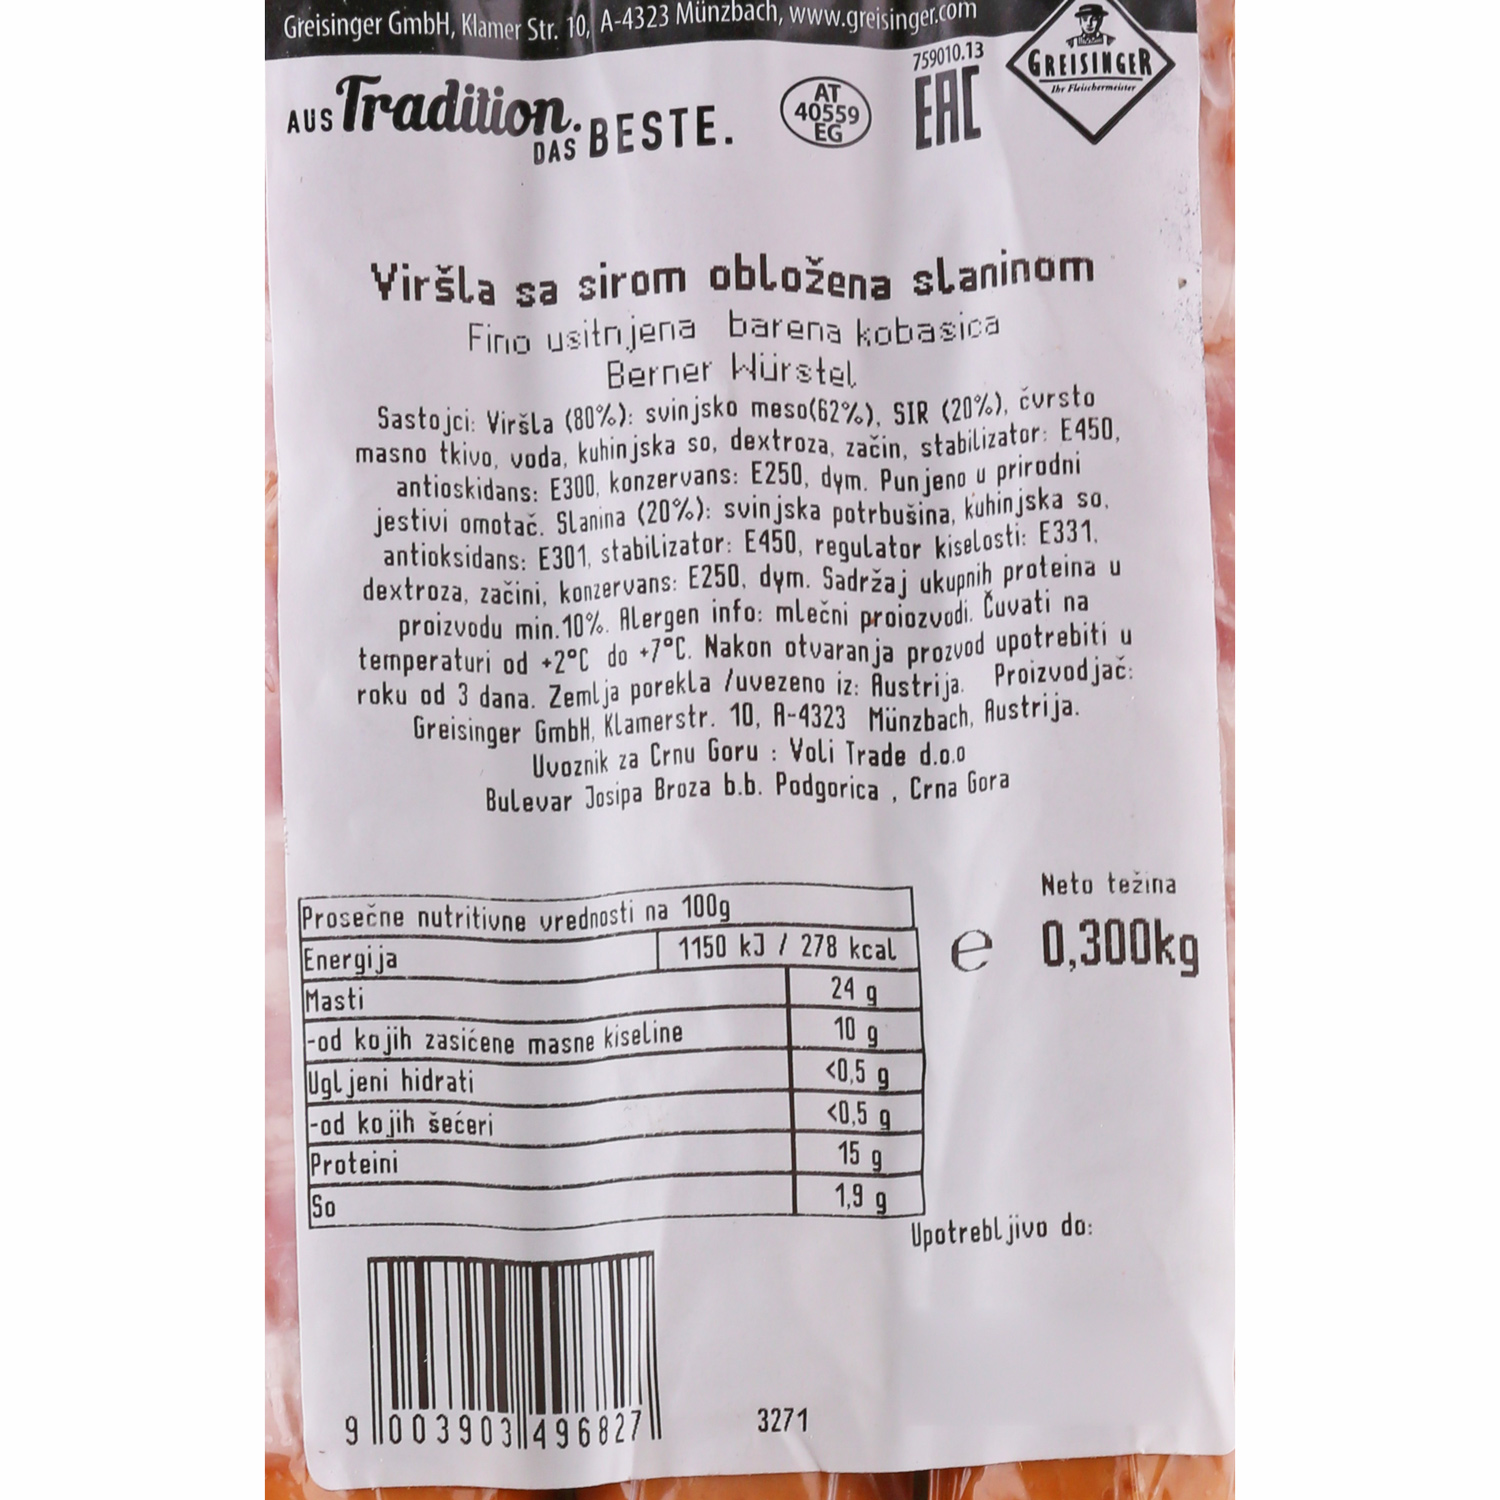 Greisinger GmbH, Klamer Str. 10, A-4323 Münzbach, www.greisinger.com
AUS Tradition. DAS BESTE.
AT
40559
EG
759010.13
EAC
GREISINGER
Ihr Fleischermeister
Viršla sa sirom obložena slaninom
Fino usitnjena barena kobasica
Berner Würstel
Sastojci: Viršla (80%): svinjsko meso(62%), SIR (20%), čvrsto
masno tkivo, voda, kuhinjska so, dextroza, začin, stabilizator: E450,
antioskidans: E300, konzervans: E250, dym. Punjeno u prirodni
jestivi omotač. Slanina (20%): svinjska potrbušina, kuhinjska so,
antioksidans: E301, stabilizator: E450, regulator kiselosti: E331,
dextroza, začini, konzervans: E250, dym. Sadržaj ukupnih proteina u
proizvodu min.10%. Alergen info: mlečni proiozvodi. Čuvati na
temperaturi od +2°C do +7°C. Nakon otvaranja prozvod upotrebiti u
roku od 3 dana. Zemlja porekla /uvezeno iz: Austrija. Proizvodjač:
Greisinger GmbH, Klamerstr. 10, A-4323 Münzbach, Austrija.
Uvoznik za Crnu Goru : Voli Trade d.o.o
Bulevar Josipa Broza b.b. Podgorica , Crna Gora
Neto težina
e 0,300kg
Prosečne nutritivne vrednosti na 100g
Energija 1150 kJ / 278 kcal
Masti 24 g
-od kojih zasićene masne kiseline 10 g
Ugljeni hidrati <0,5 g
-od kojih šećeri <0,5 g
Proteini 15 g
So 1,9 g
Upotrebljivo do:
9 003903 496827
3271